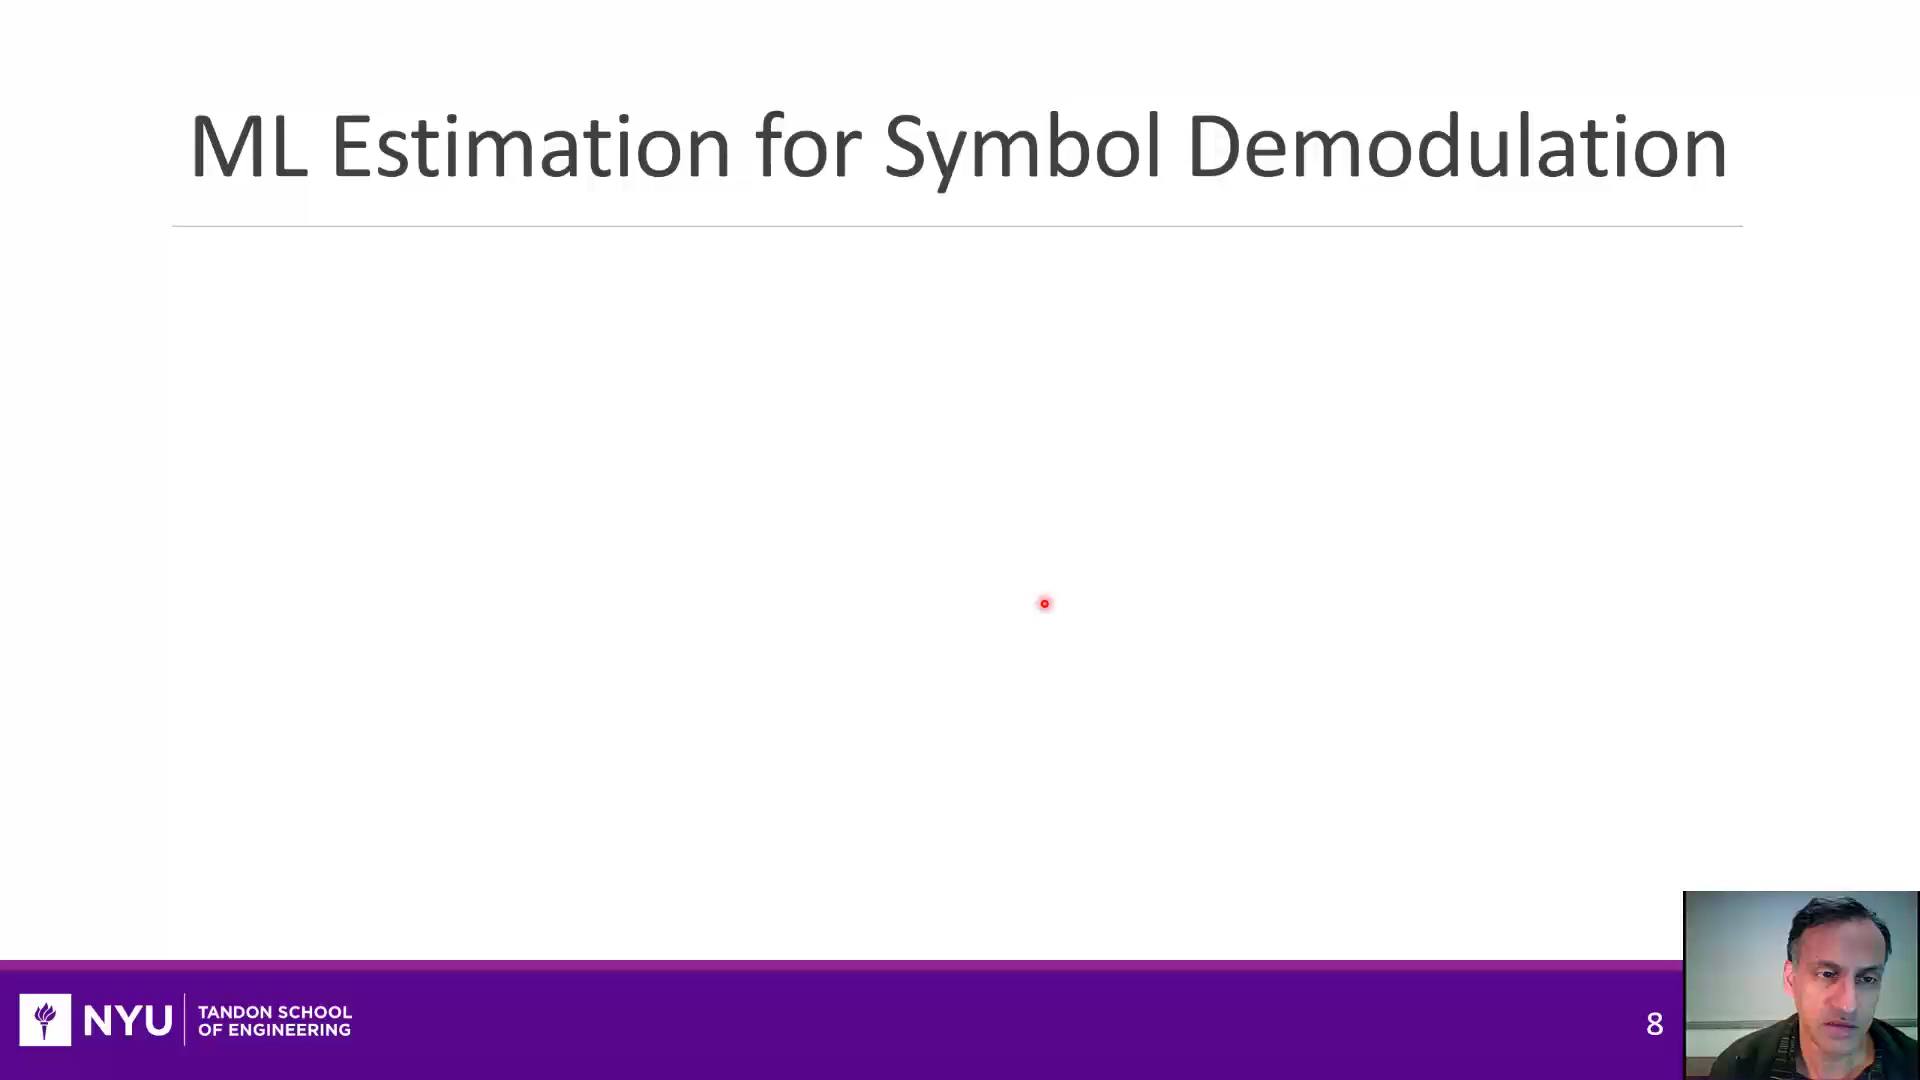 ML Estimation for Symbol Demodulation
NYU
TANDON SCHOOL
OF ENGINEERING
8